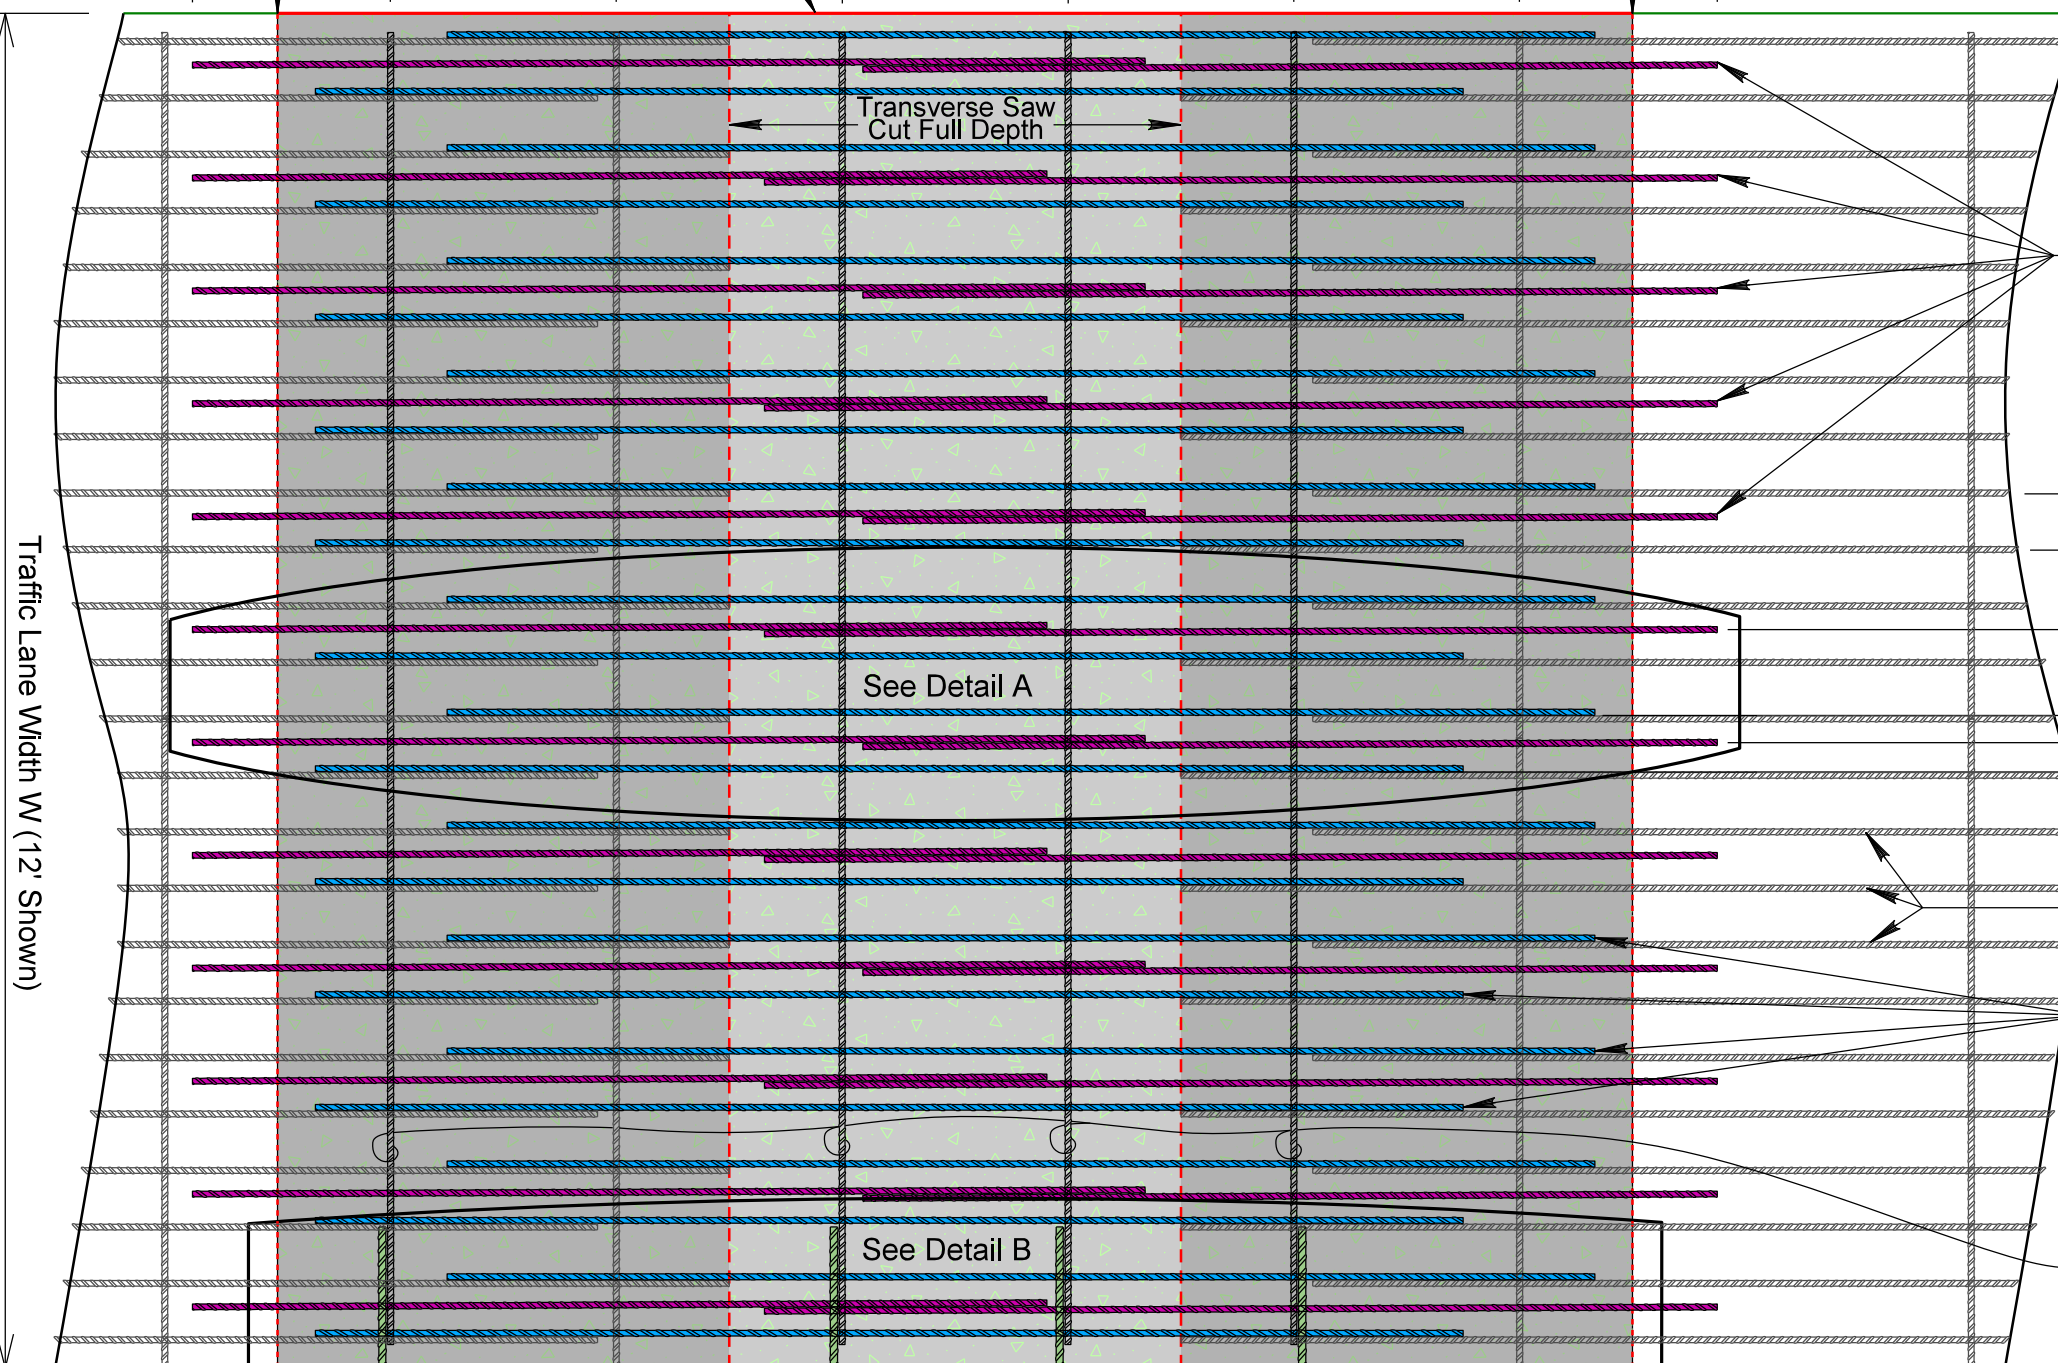 Transverse Saw
Cut Full Depth
Traffic Lane Width W (12' Shown)
See Detail A
See Detail B